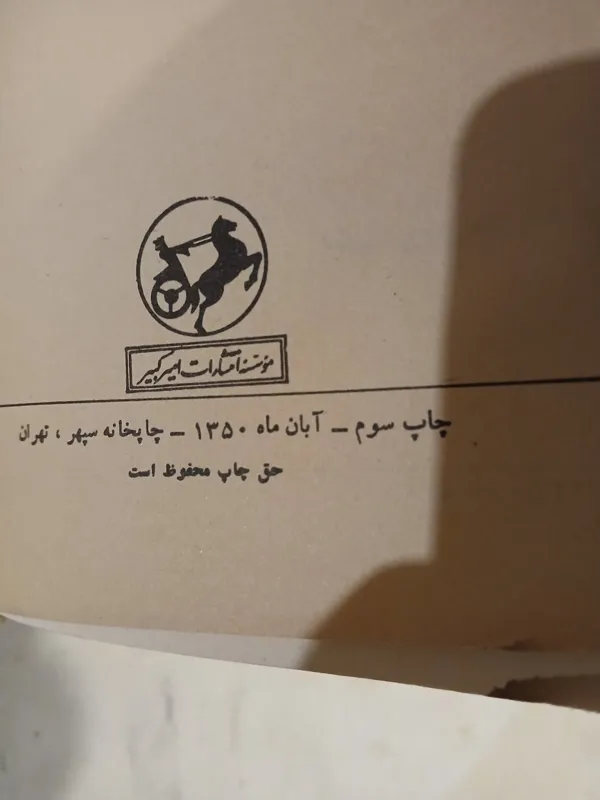 مؤسسه انتشارات امیرکبیر
چاپ سوم – آبان ماه ۱۳۵۰ – چاپخانه سپهر ، تهران
حق چاپ محفوظ است